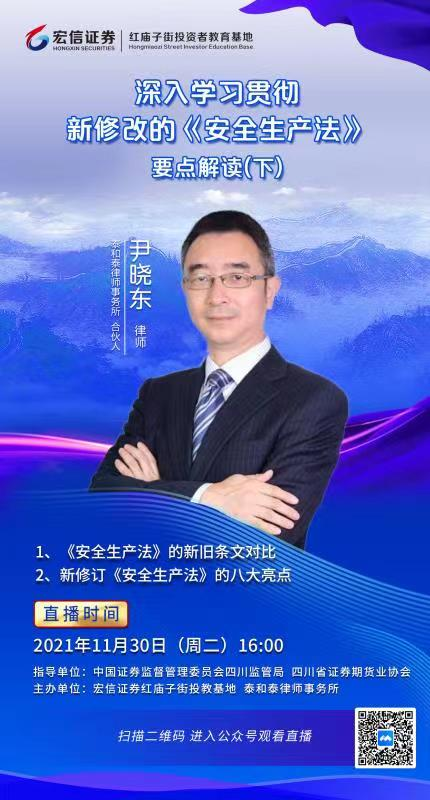 宏信证券
HONGXIN SECURITIES
红庙子街投资者教育基地
Hongmiaozi Street Investor Education Base
深入学习贯彻
新修改的《安全生产法》
要点解读(下)
尹晓东 律师
泰和泰律师事务所 合伙人
1、《安全生产法》的新旧条文对比
2、新修订《安全生产法》的八大亮点
直播时间
2021年11月30日（周二）16:00
指导单位：中国证券监督管理委员会四川监管局 四川省证券期货业协会
主办单位：宏信证券红庙子街投教基地 泰和泰律师事务所
扫描二维码 进入公众号观看直播